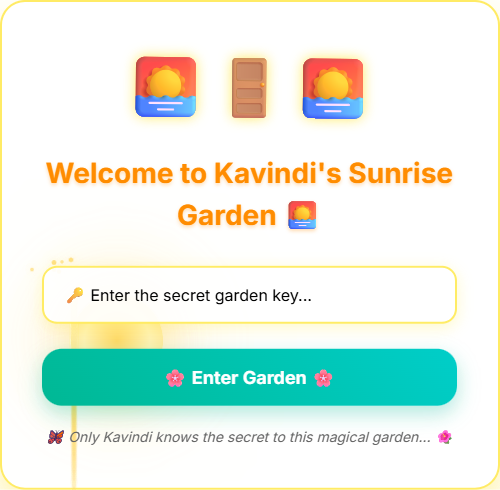 Welcome to Kavindi's Sunrise
Garden 🌅
🔑 Enter the secret garden key...
🌸 Enter Garden 🌸
🦋 Only Kavindi knows the secret to this magical garden... 🌺